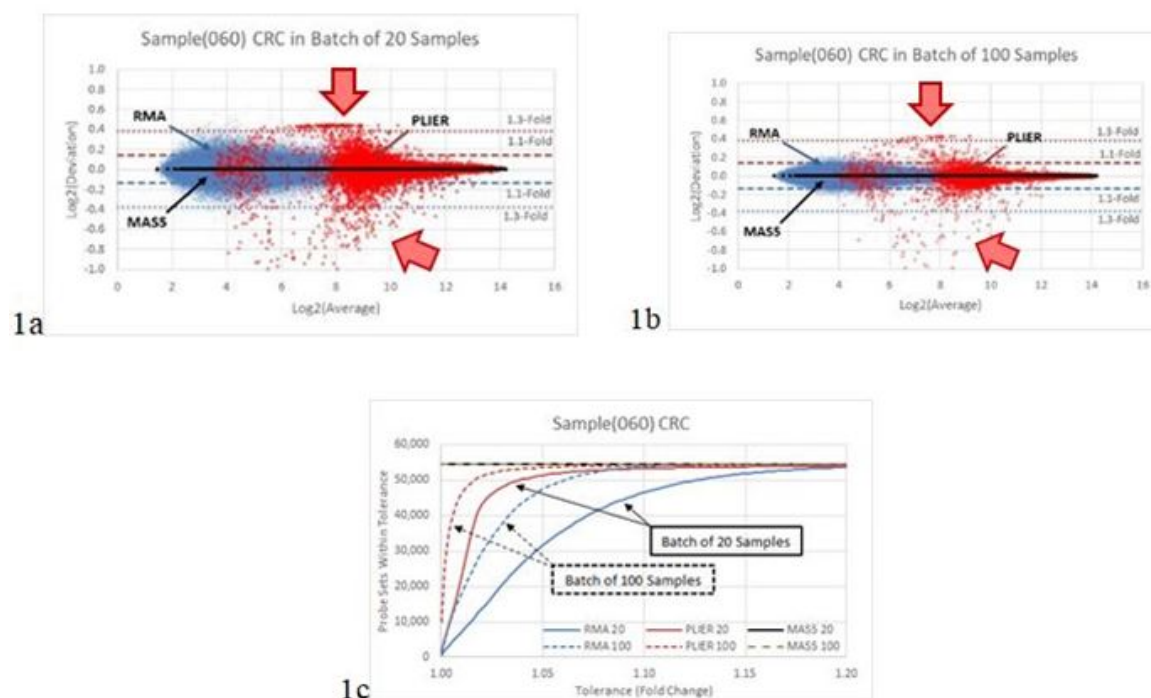 Sample(060) CRC in Batch of 20 Samples
Log2[Deviation]
1.0
0.8
0.6
0.4
0.2
0.0
-0.2
-0.4
-0.6
-0.8
-1.0
RMA
PLIER
MAS5
1.3-Fold
1.1-Fold
1.1-Fold
1.3-Fold
0 2 4 6 8 10 12 14 16
Log2(Average)
1a
Sample(060) CRC in Batch of 100 Samples
Log2[Deviation]
1.0
0.8
0.6
0.4
0.2
0.0
-0.2
-0.4
-0.6
-0.8
-1.0
RMA
PLIER
MAS5
1.3-Fold
1.1-Fold
1.1-Fold
1.3-Fold
0 2 4 6 8 10 12 14 16
Log2(Average)
1b
Sample(060) CRC
Probe Sets Within Tolerance
60,000
50,000
40,000
30,000
20,000
10,000
0
Batch of 20 Samples
Batch of 100 Samples
RMA 20 PLIER 20 MAS5 20
RMA 100 PLIER 100 MAS5 100
1.00 1.05 1.10 1.15 1.20
Tolerance (Fold Change)
1c